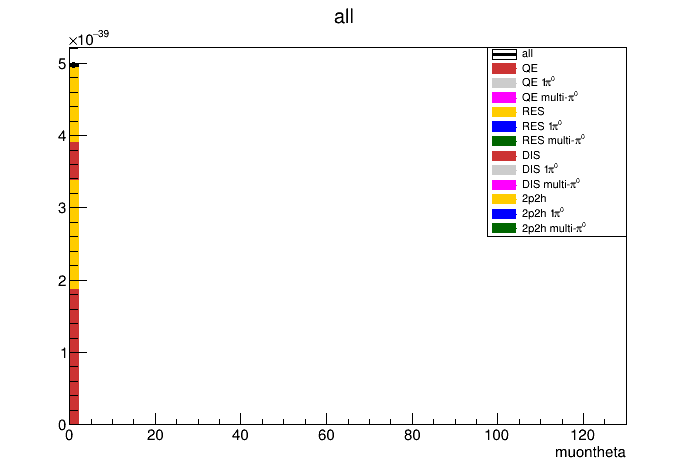 all
×10⁻³⁹
5
4
3
2
1
0
0 20 40 60 80 100 120
muontheta
all
QE
QE 1π⁰
QE multi-π⁰
RES
RES 1π⁰
RES multi-π⁰
DIS
DIS 1π⁰
DIS multi-π⁰
2p2h
2p2h 1π⁰
2p2h multi-π⁰